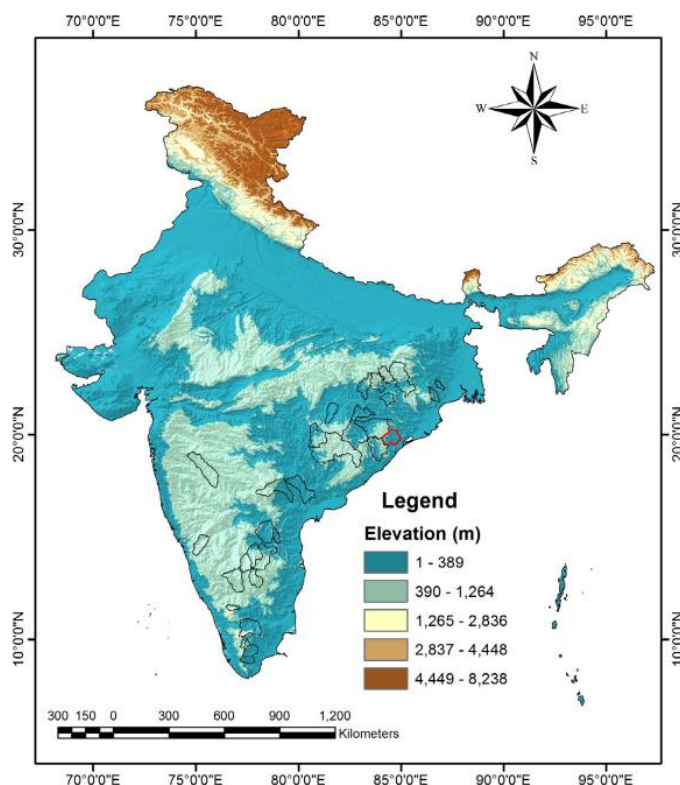 70°0'0"E 75°0'0"E 80°0'0"E 85°0'0"E 90°0'0"E 95°0'0"E
N
W E
S
30°0'0"N 30°0'0"N
20°0'0"N 20°0'0"N
10°0'0"N 10°0'0"N
Legend
Elevation (m)
1 - 389
390 - 1,264
1,265 - 2,836
2,837 - 4,448
4,449 - 8,238
300 150 0 300 600 900 1,200
Kilometers
70°0'0"E 75°0'0"E 80°0'0"E 85°0'0"E 90°0'0"E 95°0'0"E